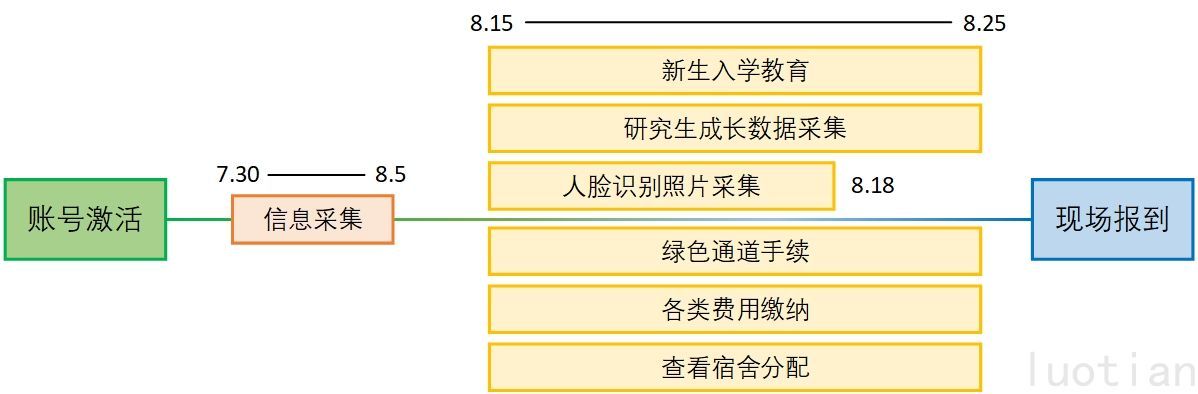 8.15 8.25
新生入学教育
研究生成长数据采集
7.30 8.5
人脸识别照片采集 8.18
账号激活
信息采集
现场报到
绿色通道手续
各类费用缴纳
查看宿舍分配
luotian